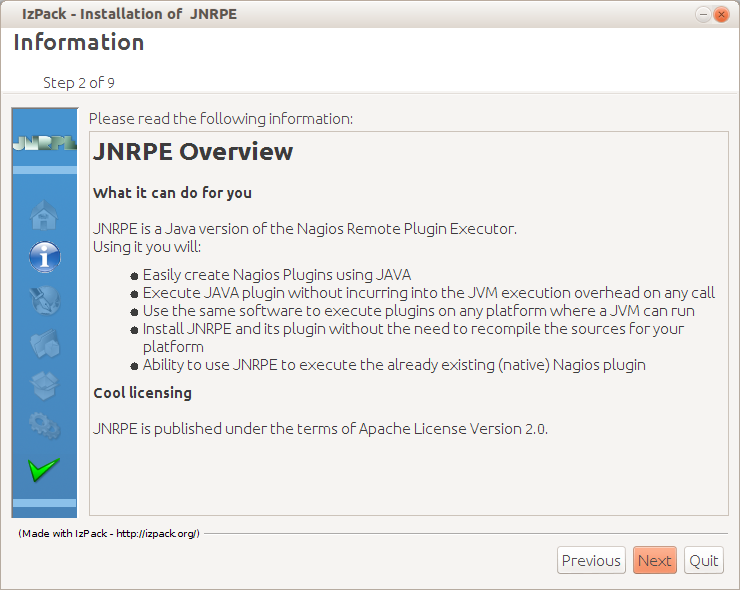 IzPack - Installation of JNRPE
Information
Step 2 of 9
JNRPE
Please read the following information:
JNRPE Overview
What it can do for you
JNRPE is a Java version of the Nagios Remote Plugin Executor.
Using it you will:
Easily create Nagios Plugins using JAVA
Execute JAVA plugin without incurring into the JVM execution overhead on any call
Use the same software to execute plugins on any platform where a JVM can run
Install JNRPE and its plugin without the need to recompile the sources for your
platform
Ability to use JNRPE to execute the already existing (native) Nagios plugin
Cool licensing
JNRPE is published under the terms of Apache License Version 2.0.
(Made with IzPack - http://izpack.org/)
Previous Next Quit